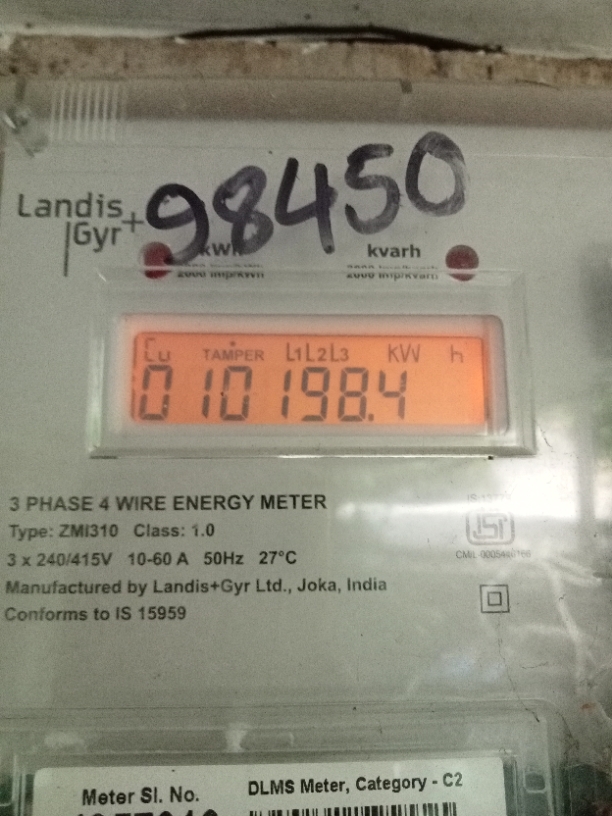 98450
Landis+
Gyr
kWh kvarh
Cu TAMPER L1L2L3 KW h
010198.4
3 PHASE 4 WIRE ENERGY METER
Type: ZMI310 Class: 1.0
3 x 240/415V 10-60 A 50Hz 27°C
Manufactured by Landis+Gyr Ltd., Joka, India
Conforms to IS 15959
ISI
Meter Sl. No. DLMS Meter, Category - C2